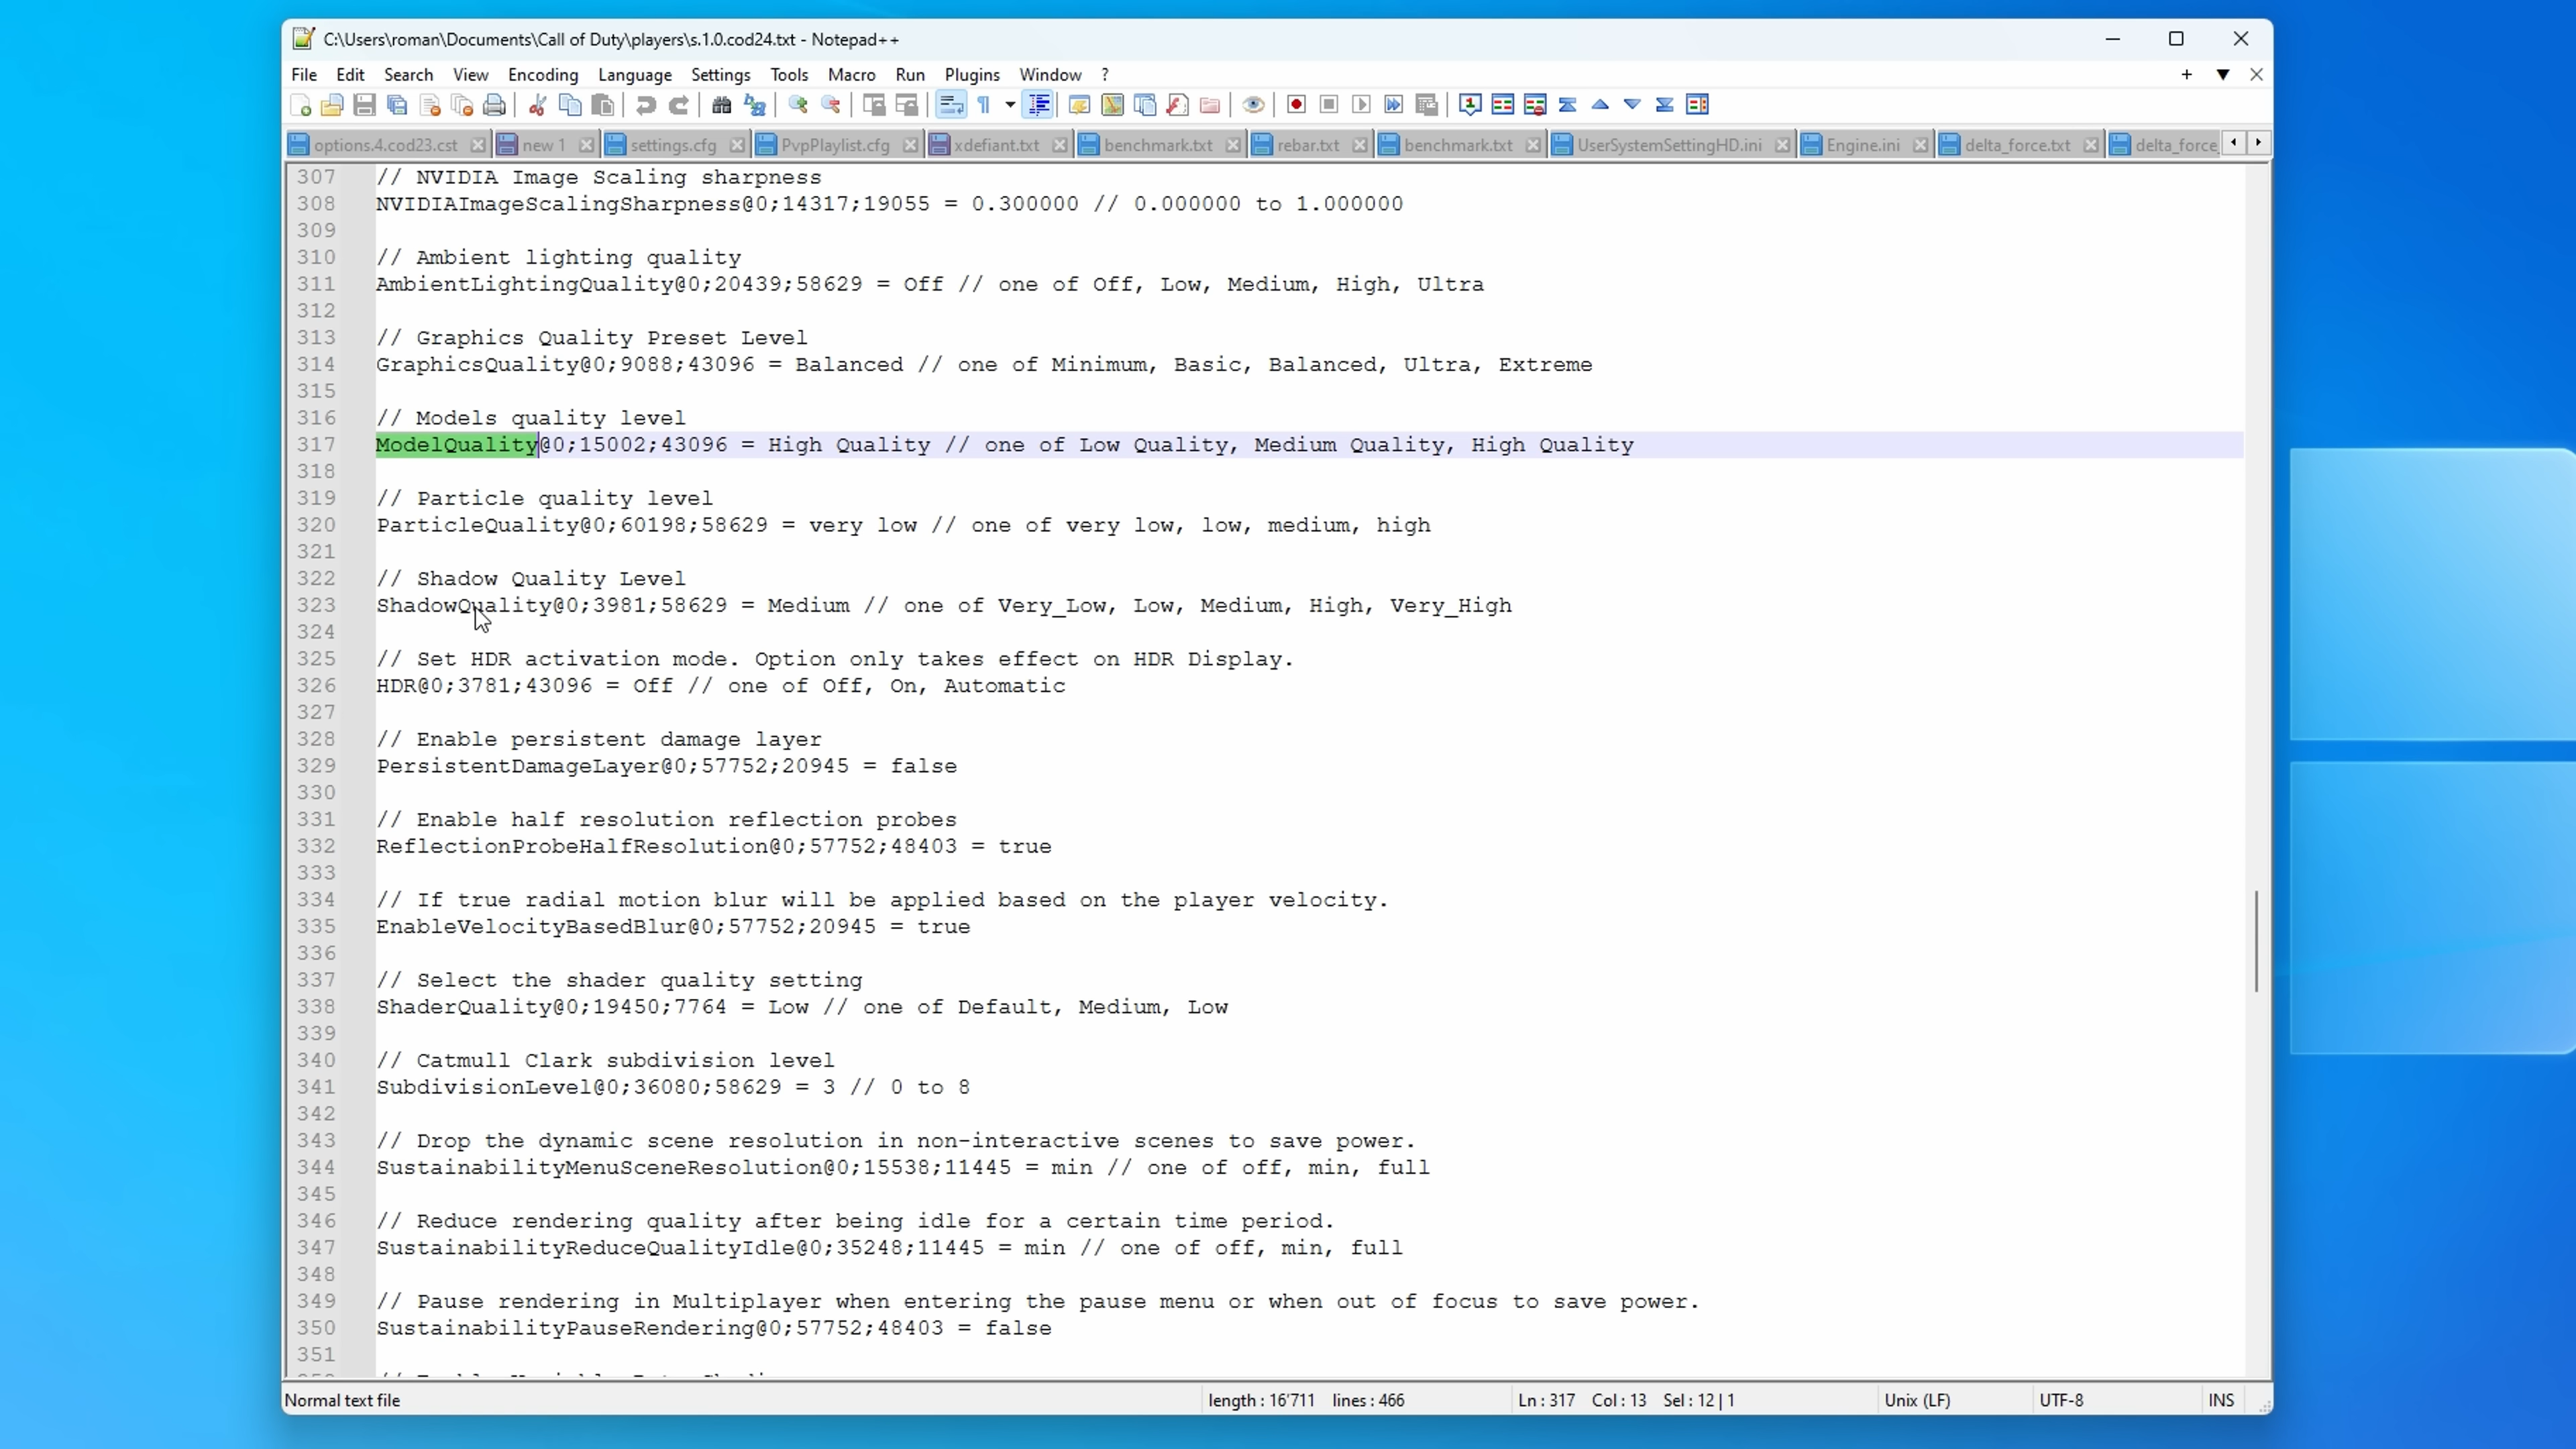 C:\Users\roman\Documents\Call of Duty\players\s.1.0.cod24.txt - Notepad++
File Edit Search View Encoding Language Settings Tools Macro Run Plugins Window ?
options.4.cod23.cst new 1 settings.cfg PvpPlaylist.cfg xdefiant.txt benchmark.txt rebar.txt benchmark.txt UserSystemSettingHD.ini Engine.ini delta_force.txt delta_force
307 // NVIDIA Image Scaling sharpness
308 NVIDIAImageScalingSharpness@0;14317;19055 = 0.300000 // 0.000000 to 1.000000
309
310 // Ambient lighting quality
311 AmbientLightingQuality@0;20439;58629 = Off // one of Off, Low, Medium, High, Ultra
312
313 // Graphics Quality Preset Level
314 GraphicsQuality@0;9088;43096 = Balanced // one of Minimum, Basic, Balanced, Ultra, Extreme
315
316 // Models quality level
317 ModelQuality@0;15002;43096 = High Quality // one of Low Quality, Medium Quality, High Quality
318
319 // Particle quality level
320 ParticleQuality@0;60198;58629 = very low // one of very low, low, medium, high
321
322 // Shadow Quality Level
323 ShadowQuality@0;3981;58629 = Medium // one of Very_Low, Low, Medium, High, Very_High
324
325 // Set HDR activation mode. Option only takes effect on HDR Display.
326 HDR@0;3781;43096 = Off // one of Off, On, Automatic
327
328 // Enable persistent damage layer
329 PersistentDamageLayer@0;57752;20945 = false
330
331 // Enable half resolution reflection probes
332 ReflectionProbeHalfResolution@0;57752;48403 = true
333
334 // If true radial motion blur will be applied based on the player velocity.
335 EnableVelocityBasedBlur@0;57752;20945 = true
336
337 // Select the shader quality setting
338 ShaderQuality@0;19450;7764 = Low // one of Default, Medium, Low
339
340 // Catmull Clark subdivision level
341 SubdivisionLevel@0;36080;58629 = 3 // 0 to 8
342
343 // Drop the dynamic scene resolution in non-interactive scenes to save power.
344 SustainabilityMenuSceneResolution@0;15538;11445 = min // one of off, min, full
345
346 // Reduce rendering quality after being idle for a certain time period.
347 SustainabilityReduceQualityIdle@0;35248;11445 = min // one of off, min, full
348
349 // Pause rendering in Multiplayer when entering the pause menu or when out of focus to save power.
350 SustainabilityPauseRendering@0;57752;48403 = false
351
Normal text file length : 16'711 lines : 466 Ln : 317 Col : 13 Sel : 12 | 1 Unix (LF) UTF-8 INS